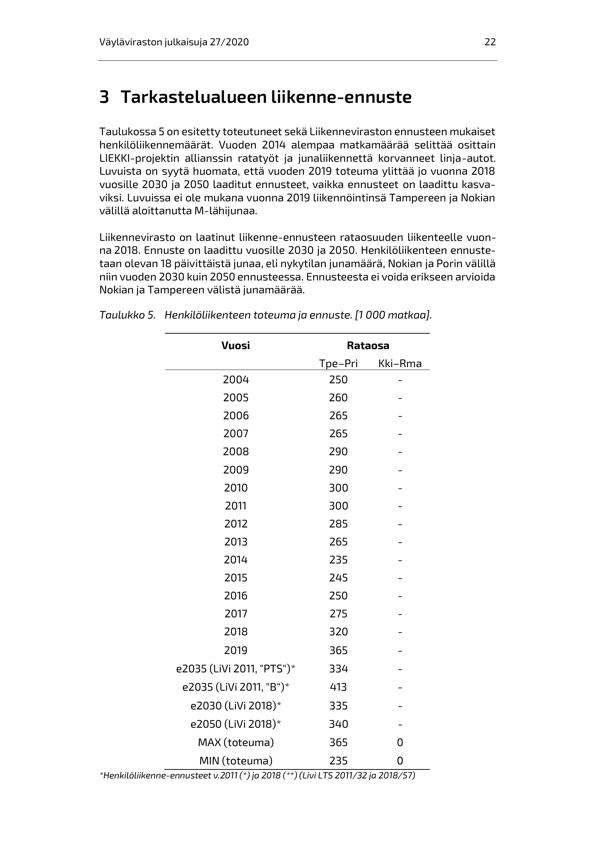 Väyläviraston julkaisuja 27/2020 22
3 Tarkastelualueen liikenne-ennuste
Taulukossa 5 on esitetty toteutuneet sekä Liikenneviraston ennusteen mukaiset
henkilöliikennemäärät. Vuoden 2014 alempaa matkamäärää selittää osittain
LIEKKI-projektin allianssin ratatyöt ja junaliikennettä korvanneet linja-autot.
Luvuista on syytä huomata, että vuoden 2019 toteuma ylittää jo vuonna 2018
vuosille 2030 ja 2050 laaditut ennusteet, vaikka ennusteet on laadittu kasva-
viksi. Luvuissa ei ole mukana vuonna 2019 liikennöintinsä Tampereen ja Nokian
välillä aloittanutta M-lähijunaa.
Liikennevirasto on laatinut liikenne-ennusteen rataosuuden liikenteelle vuon-
na 2018. Ennuste on laadittu vuosille 2030 ja 2050. Henkilöliikenteen ennuste-
taan olevan 18 päivittäistä junaa, eli nykytilan junamäärä, Nokian ja Porin välillä
niin vuoden 2030 kuin 2050 ennusteessa. Ennusteesta ei voida erikseen arvioida
Nokian ja Tampereen välistä junamäärää.
Taulukko 5. Henkilöliikenteen toteuma ja ennuste. [1 000 matkaa].
Vuosi Rataosa
Tpe–Pri Kki–Rma
2004 250 -
2005 260 -
2006 265 -
2007 265 -
2008 290 -
2009 290 -
2010 300 -
2011 300 -
2012 285 -
2013 265 -
2014 235 -
2015 245 -
2016 250 -
2017 275 -
2018 320 -
2019 365 -
e2035 (LiVi 2011, "PTS")* 334 -
e2035 (LiVi 2011, "B")* 413 -
e2030 (LiVi 2018)* 335 -
e2050 (LiVi 2018)* 340 -
MAX (toteuma) 365 0
MIN (toteuma) 235 0
*Henkilöliikenne-ennusteet v.2011 (*) ja 2018 (**) (Livi LTS 2011/32 ja 2018/57)